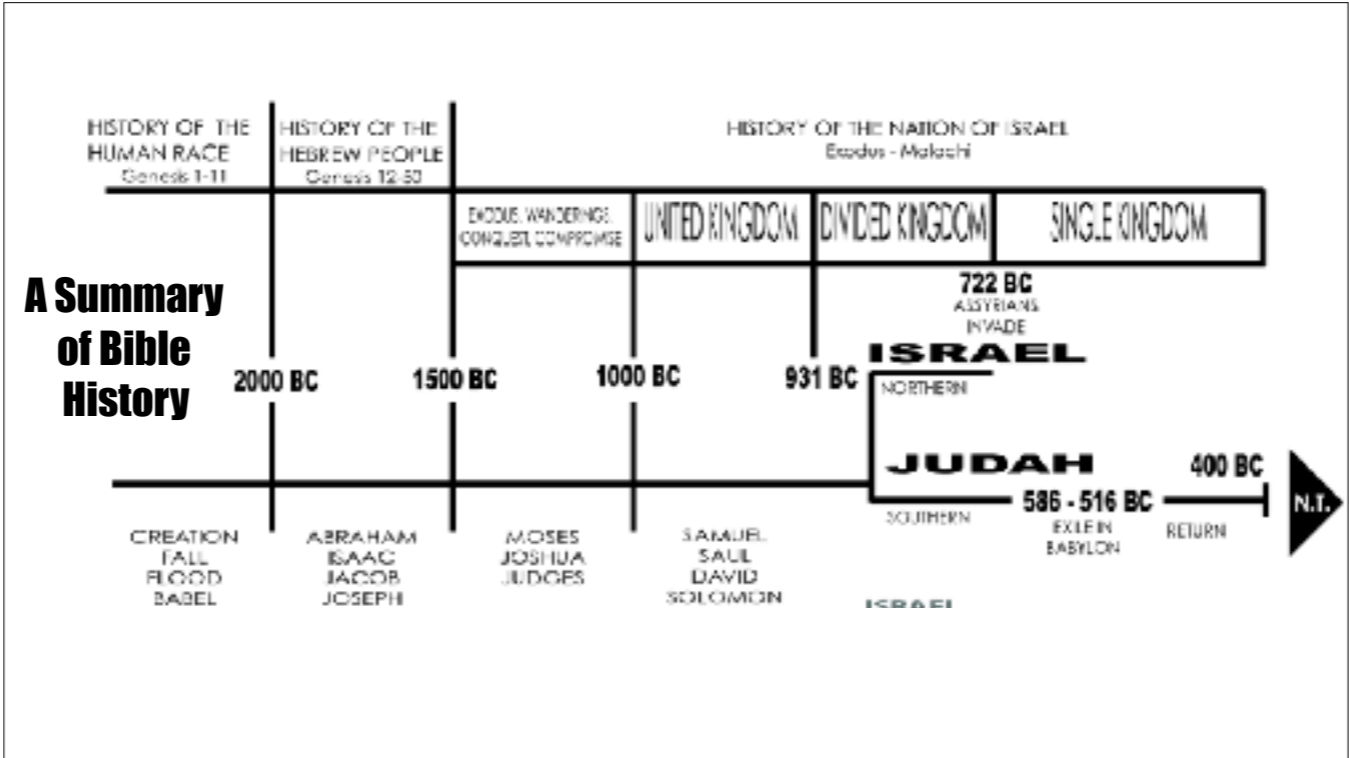 HISTORY OF THE
HUMAN RACE
Genesis 1-11
HISTORY OF THE
HEBREW PEOPLE
Genesis 12-50
HISTORY OF THE NATION OF ISRAEL
Exodus - Malachi
EXODUS, WANDERINGS,
CONQUEST, COMPROMISE
UNITED KINGDOM
DIVIDED KINGDOM
SINGLE KINGDOM
A Summary
of Bible
History
2000 BC
1500 BC
1000 BC
931 BC
722 BC
ASSYRIANS
INVADE
ISRAEL
NORTHERN
JUDAH
SOUTHERN
586 - 516 BC
EXILE IN
BABYLON
RETURN
400 BC
N.T.
CREATION
FALL
FLOOD
BABEL
ABRAHAM
ISAAC
JACOB
JOSEPH
MOSES
JOSHUA
JUDGES
SAMUEL
SAUL
DAVID
SOLOMON
ISRAEL